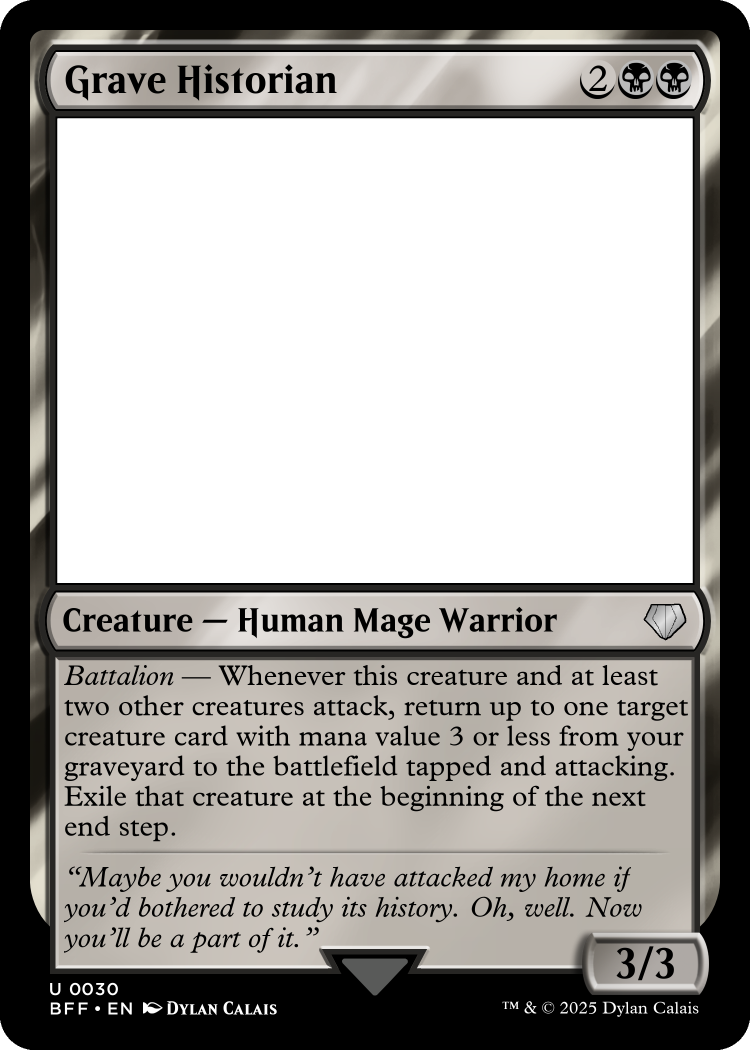 Grave Historian 2
Creature — Human Mage Warrior
Battalion — Whenever this creature and at least
two other creatures attack, return up to one target
creature card with mana value 3 or less from your
graveyard to the battlefield tapped and attacking.
Exile that creature at the beginning of the next
end step.
“Maybe you wouldn’t have attacked my home if
you’d bothered to study its history. Oh, well. Now
you’ll be a part of it.”
3/3
U 0030
BFF • EN Dylan Calais
™ & © 2025 Dylan Calais